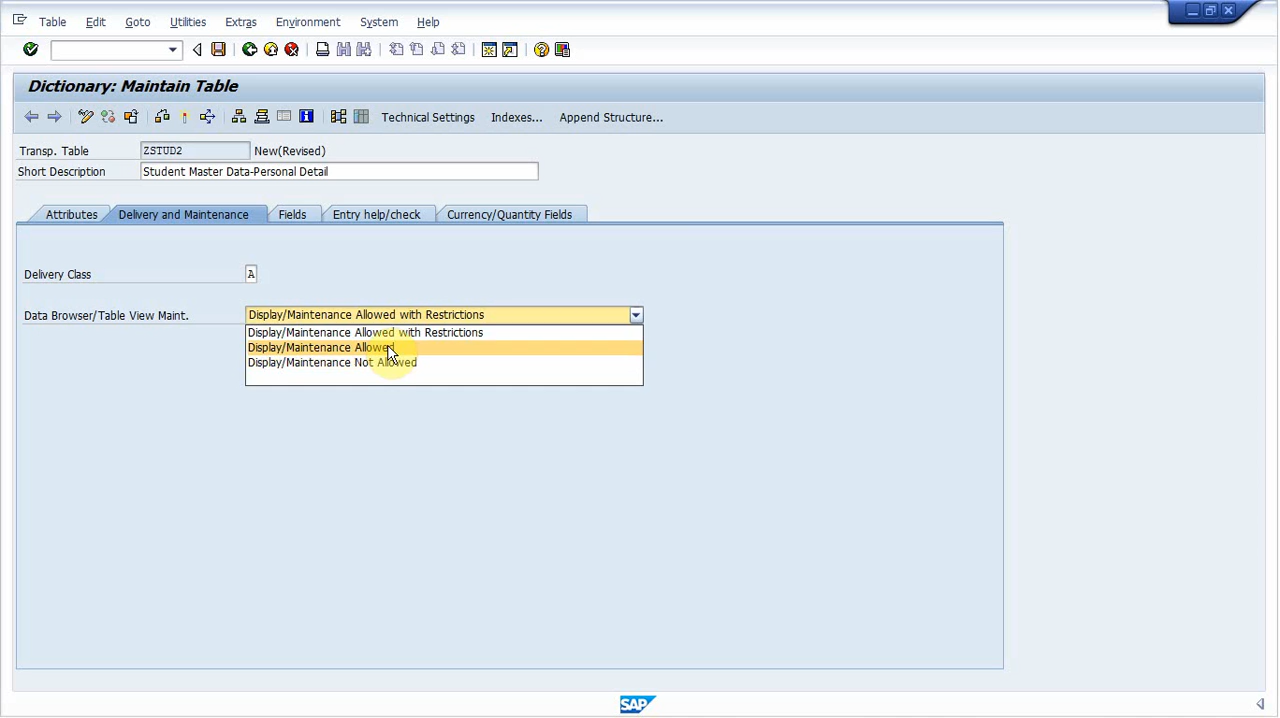 Table Edit Goto Utilities Extras Environment System Help
Dictionary: Maintain Table
Technical Settings Indexes... Append Structure...
Transp. Table ZSTUD2 New(Revised)
Short Description Student Master Data-Personal Detail
Attributes Delivery and Maintenance Fields Entry help/check Currency/Quantity Fields
Delivery Class A
Data Browser/Table View Maint. Display/Maintenance Allowed with Restrictions
Display/Maintenance Allowed with Restrictions
Display/Maintenance Allowed
Display/Maintenance Not Allowed
SAP